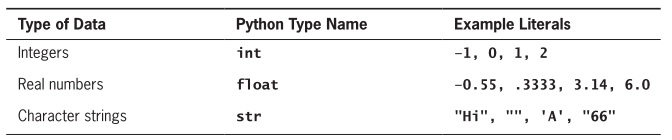 Type of Data Python Type Name Example Literals
Integers int –1, 0, 1, 2
Real numbers float –0.55, .3333, 3.14, 6.0
Character strings str "Hi", "", 'A', "66"